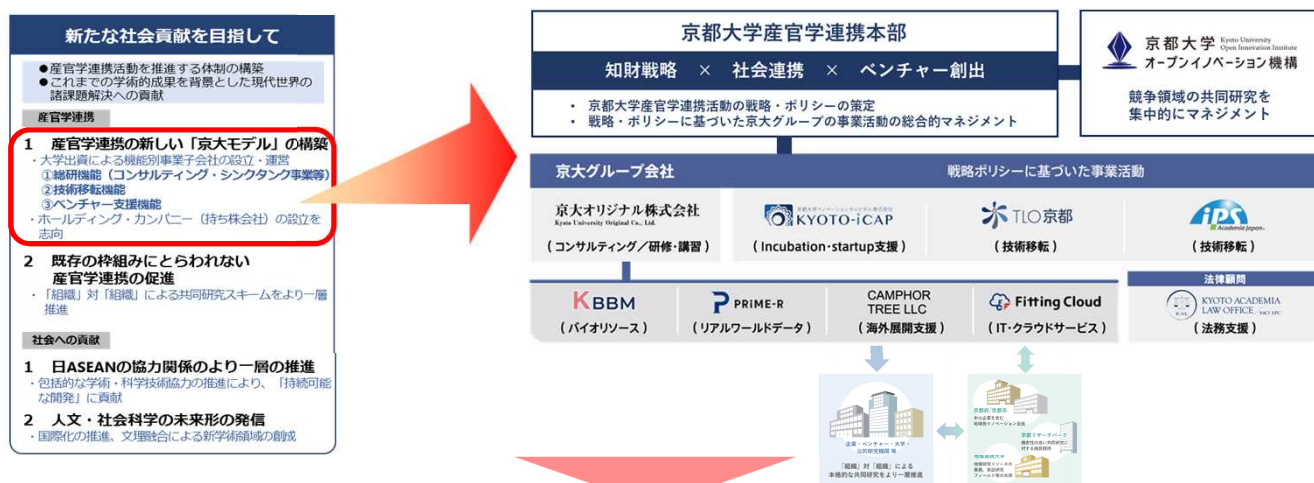 新たな社会貢献を目指して
●産官学連携活動を推進する体制の構築
●これまでの学術的成果を背景とした現代世界の
諸課題解決への貢献
産官学連携
1 産官学連携の新しい「京大モデル」の構築
・大学出資による機能別事業子会社の設立・運営
①総研機能（コンサルティング・シンクタンク事業等）
②技術移転機能
③ベンチャー支援機能
・ホールディング・カンパニー（持ち株会社）の設立を
志向
2 既存の枠組みにとらわれない
産官学連携の促進
・「組織」対「組織」による共同研究スキームをより一層
推進
社会への貢献
1 日ASEANの協力関係のより一層の推進
・包括的な学術・科学技術協力の推進により、「持続可能
な開発」に貢献
2 人文・社会科学の未来形の発信
・国際化の推進、文理融合による新学術領域の創成
京都大学産官学連携本部
知財戦略 × 社会連携 × ベンチャー創出
・ 京都大学産官学連携活動の戦略・ポリシーの策定
・ 戦略・ポリシーに基づいた京大グループの事業活動の総合的マネジメント
京都大学 Kyoto University Open Innovation Institute
オープンイノベーション機構
競争領域の共同研究を
集中的にマネジメント
京大グループ会社 戦略ポリシーに基づいた事業活動
京大オリジナル株式会社
Kyoto University Original Co., Ltd.
（コンサルティング／研修・講習）
KYOTO-iCAP
（Incubation・startup支援）
TLO京都
（技術移転）
iPS
Academia Japan
（技術移転）
KBBM
（バイオリソース）
PRiME-R
（リアルワールドデータ）
CAMPHOR
TREE LLC
（海外展開支援）
Fitting Cloud
（IT・クラウドサービス）
法律顧問
KYOTO ACADEMIA
LAW OFFICE
（法務支援）
企業・ベンチャー・大学・
公的研究機関 等
「組織」対「組織」による
本格的な共同研究をより一層推進
京都府/京都市
中小企業を含む
地域発イノベーション促進
京都リサーチパーク